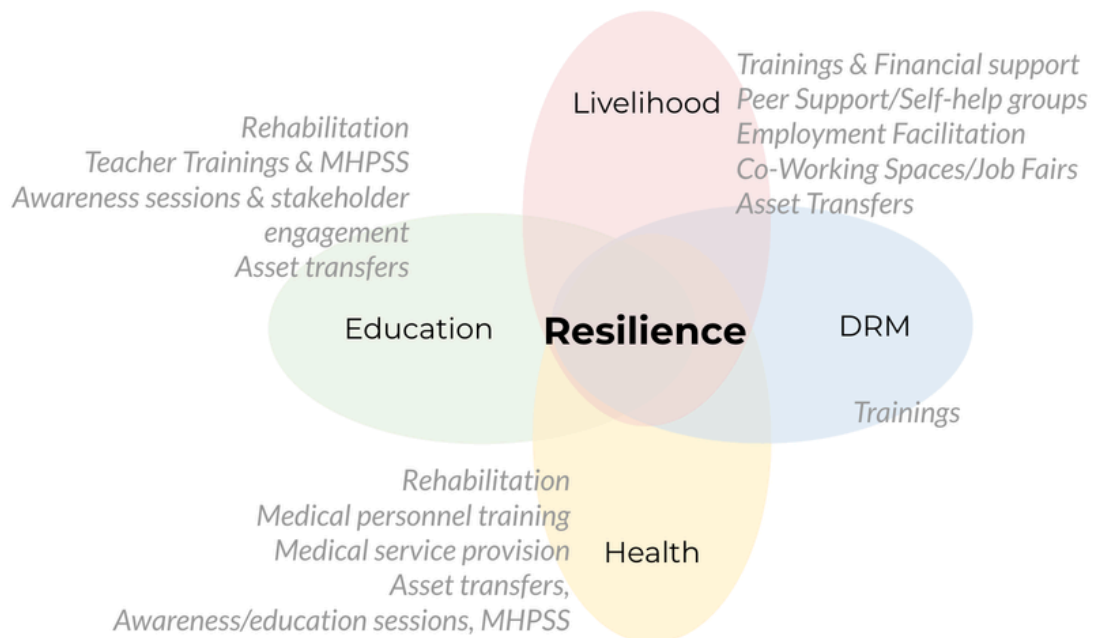 Livelihood
Trainings & Financial support
Peer Support/Self-help groups
Employment Facilitation
Co-Working Spaces/Job Fairs
Asset Transfers
Rehabilitation
Teacher Trainings & MHPSS
Awareness sessions & stakeholder
engagement
Asset transfers
Education
Resilience
DRM
Trainings
Rehabilitation
Medical personnel training
Medical service provision
Asset transfers,
Awareness/education sessions, MHPSS
Health